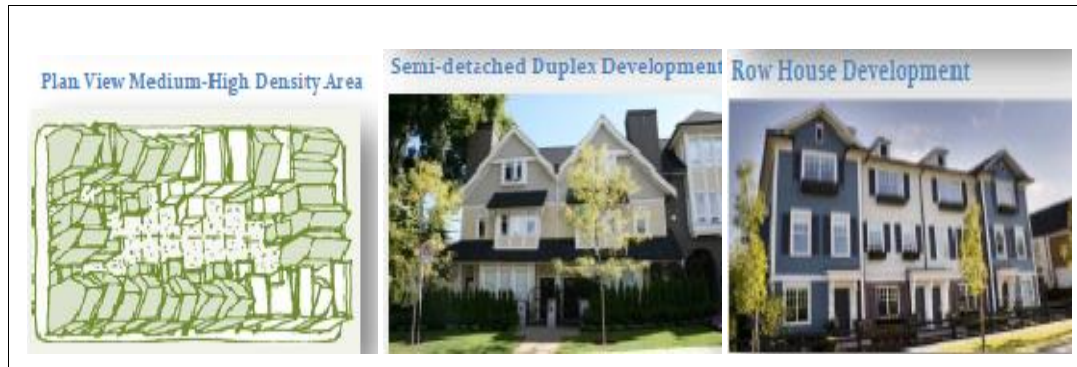 Plan View Medium-High Density Area
Semi-detached Duplex Development
Row House Development